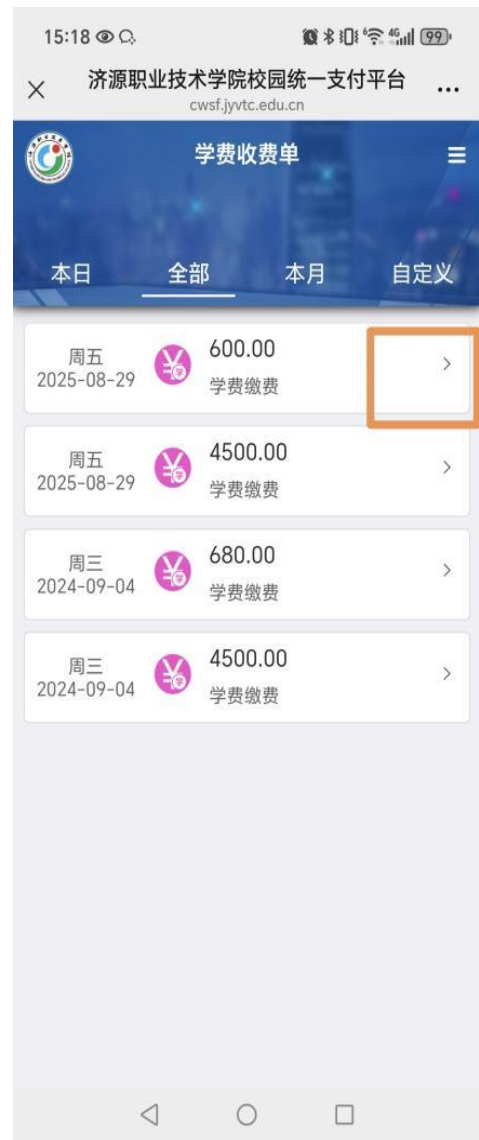 15:18
4G 99
济源职业技术学院校园统一支付平台
cwsf.jyvtc.edu.cn
学费收费单
本日 全部 本月 自定义
周五 600.00
2025-08-29 学费缴费
周五 4500.00
2025-08-29 学费缴费
周三 680.00
2024-09-04 学费缴费
周三 4500.00
2024-09-04 学费缴费